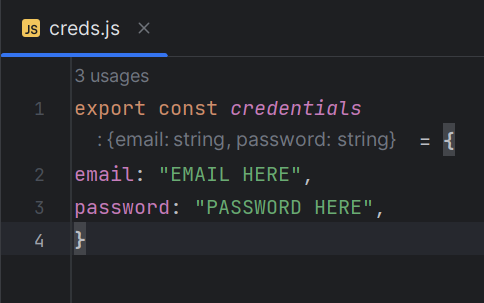 JS creds.js ×
3 usages
1 export const credentials
: {email: string, password: string} = {
2 email: "EMAIL HERE",
3 password: "PASSWORD HERE",
4 }